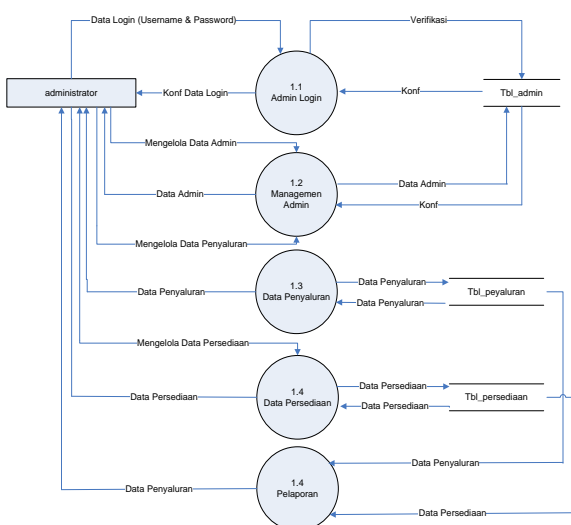 Data Login (Username & Password)
Verifikasi
administrator
Konf Data Login
1.1
Admin Login
Konf
Tbl_admin
Mengelola Data Admin
Data Admin
1.2
Managemen
Admin
Data Admin
Konf
Mengelola Data Penyaluran
Data Penyaluran
1.3
Data Penyaluran
Data Penyaluran
Data Penyaluran
Tbl_peyaluran
Mengelola Data Persediaan
Data Persediaan
1.4
Data Persediaan
Data Persediaan
Data Persediaan
Tbl_persediaan
Data Penyaluran
Data Penyaluran
1.4
Pelaporan
Data Persediaan